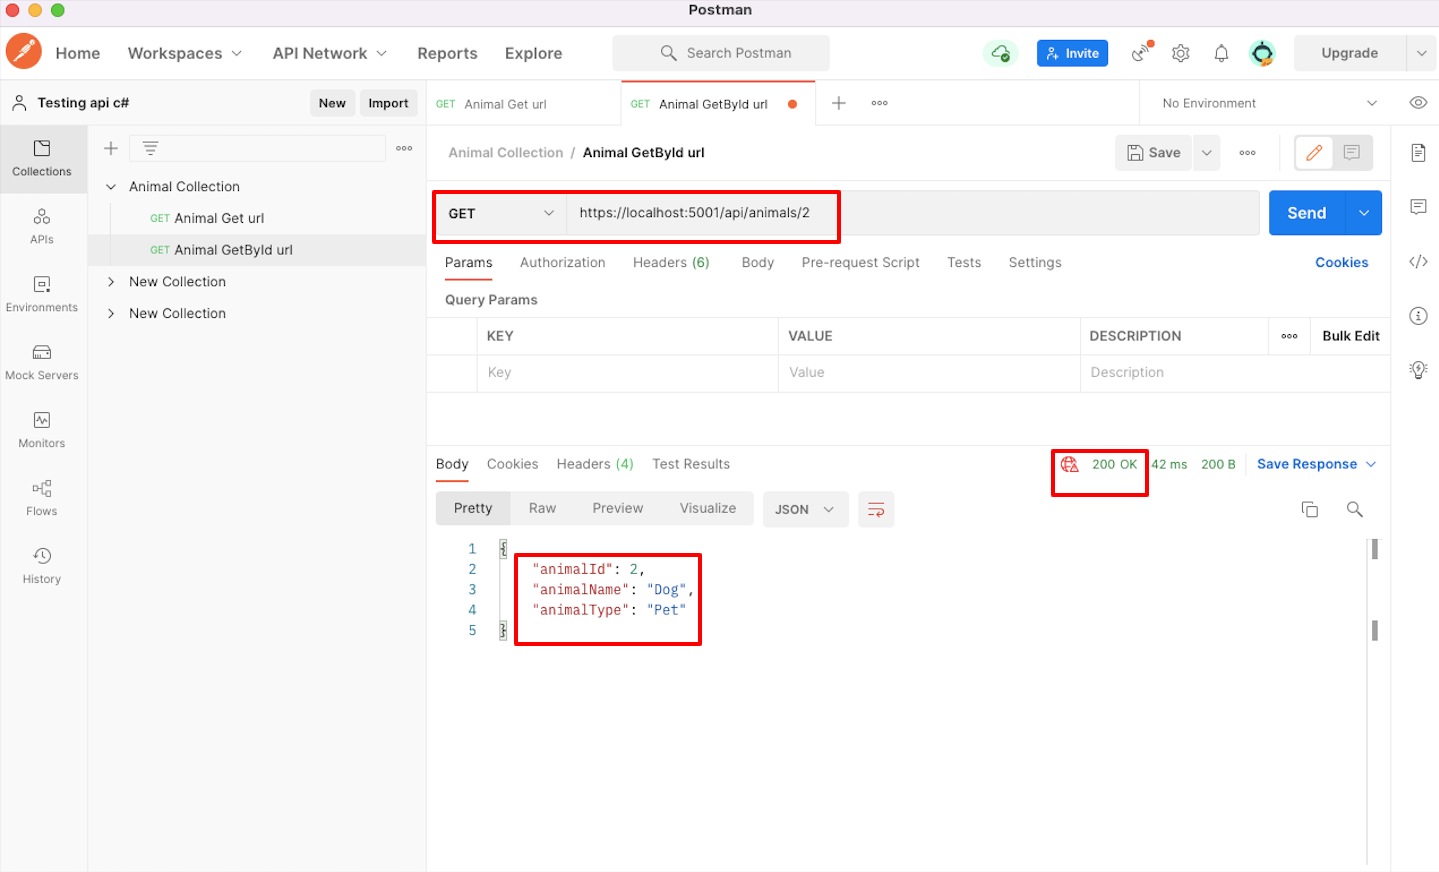 Postman
Home Workspaces API Network Reports Explore Search Postman Invite Upgrade
Testing api c# New Import
GET Animal Get url GET Animal GetById url No Environment
Collections
APIs
Environments
Mock Servers
Monitors
Flows
History
Animal Collection
GET Animal Get url
GET Animal GetById url
New Collection
New Collection
Animal Collection / Animal GetById url Save
GET https://localhost:5001/api/animals/2 Send
Params Authorization Headers (6) Body Pre-request Script Tests Settings Cookies
Query Params
KEY VALUE DESCRIPTION Bulk Edit
Key Value Description
Body Cookies Headers (4) Test Results 200 OK 42 ms 200 B Save Response
Pretty Raw Preview Visualize JSON
1 {
2 "animalId": 2,
3 "animalName": "Dog",
4 "animalType": "Pet"
5 }